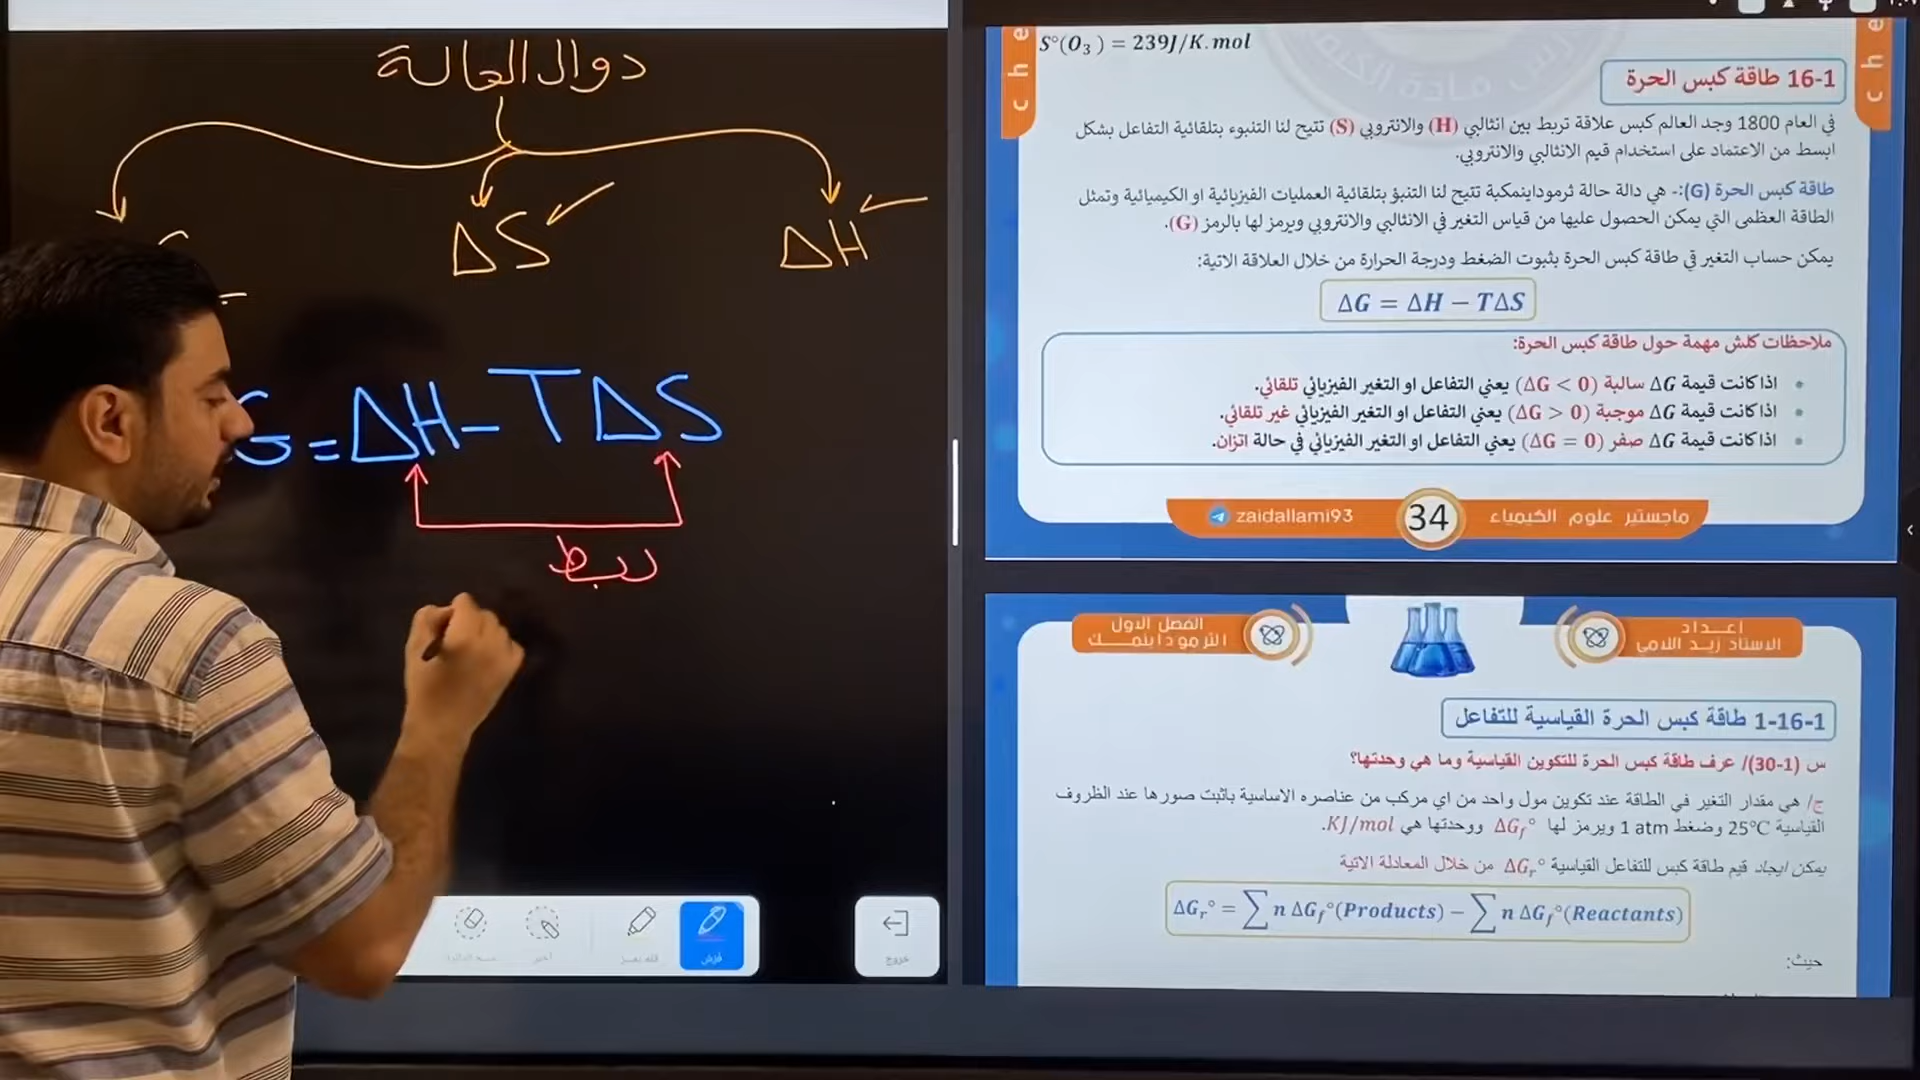 دوال الحالة
ΔS
ΔH
G = ΔH - TΔS
ربط
فرش
قلم تمييز
أختر
خروج
S°(O₃) = 239J/K.mol
c h e
c h e
1-16 طاقة كبس الحرة
في العام 1800 وجد العالم كبس علاقة تربط بين انثالبي (H) والانتروبي (S) تتيح لنا التنبوء بتلقائية التفاعل بشكل
ابسط من الاعتماد على استخدام قيم الانثالبي والانتروبي.
طاقة كبس الحرة (G):- هي دالة حالة ثرموداينمكية تتيح لنا التنبؤ بتلقائية العمليات الفيزيائية او الكيميائية وتمثل
الطاقة العظمى التي يمكن الحصول عليها من قياس التغير في الانثالبي والانتروبي ويرمز لها بالرمز (G).
يمكن حساب التغير في طاقة كبس الحرة بثبوت الضغط ودرجة الحرارة من خلال العلاقة الاتية:
ΔG = ΔH − TΔS
ملاحظات كلش مهمة حول طاقة كبس الحرة:
• اذا كانت قيمة ΔG سالبة (ΔG < 0) يعني التفاعل او التغير الفيزيائي تلقائي.
• اذا كانت قيمة ΔG موجبة (ΔG > 0) يعني التفاعل او التغير الفيزيائي غير تلقائي.
• اذا كانت قيمة ΔG صفر (ΔG = 0) يعني التفاعل او التغير الفيزيائي في حالة اتزان.
ماجستير علوم الكيمياء
34
zaidallami93
اعداد
الاستاذ زيد اللامي
الفصل الاول
الثرموداينمك
1-16-1 طاقة كبس الحرة القياسية للتفاعل
س (1-30)/ عرف طاقة كبس الحرة للتكوين القياسية وما هي وحدتها؟
ج/ هي مقدار التغير في الطاقة عند تكوين مول واحد من اي مركب من عناصره الاساسية باثبت صورها عند الظروف
القياسية 25°C وضغط 1 atm ويرمز لها ΔGf° ووحدتها هي KJ/mol.
يمكن ايجاد قيم طاقة كبس للتفاعل القياسية ΔGr° من خلال المعادلة الاتية
ΔGr° = ∑ n ΔGf°(Products) − ∑ n ΔGf°(Reactants)
حيث: